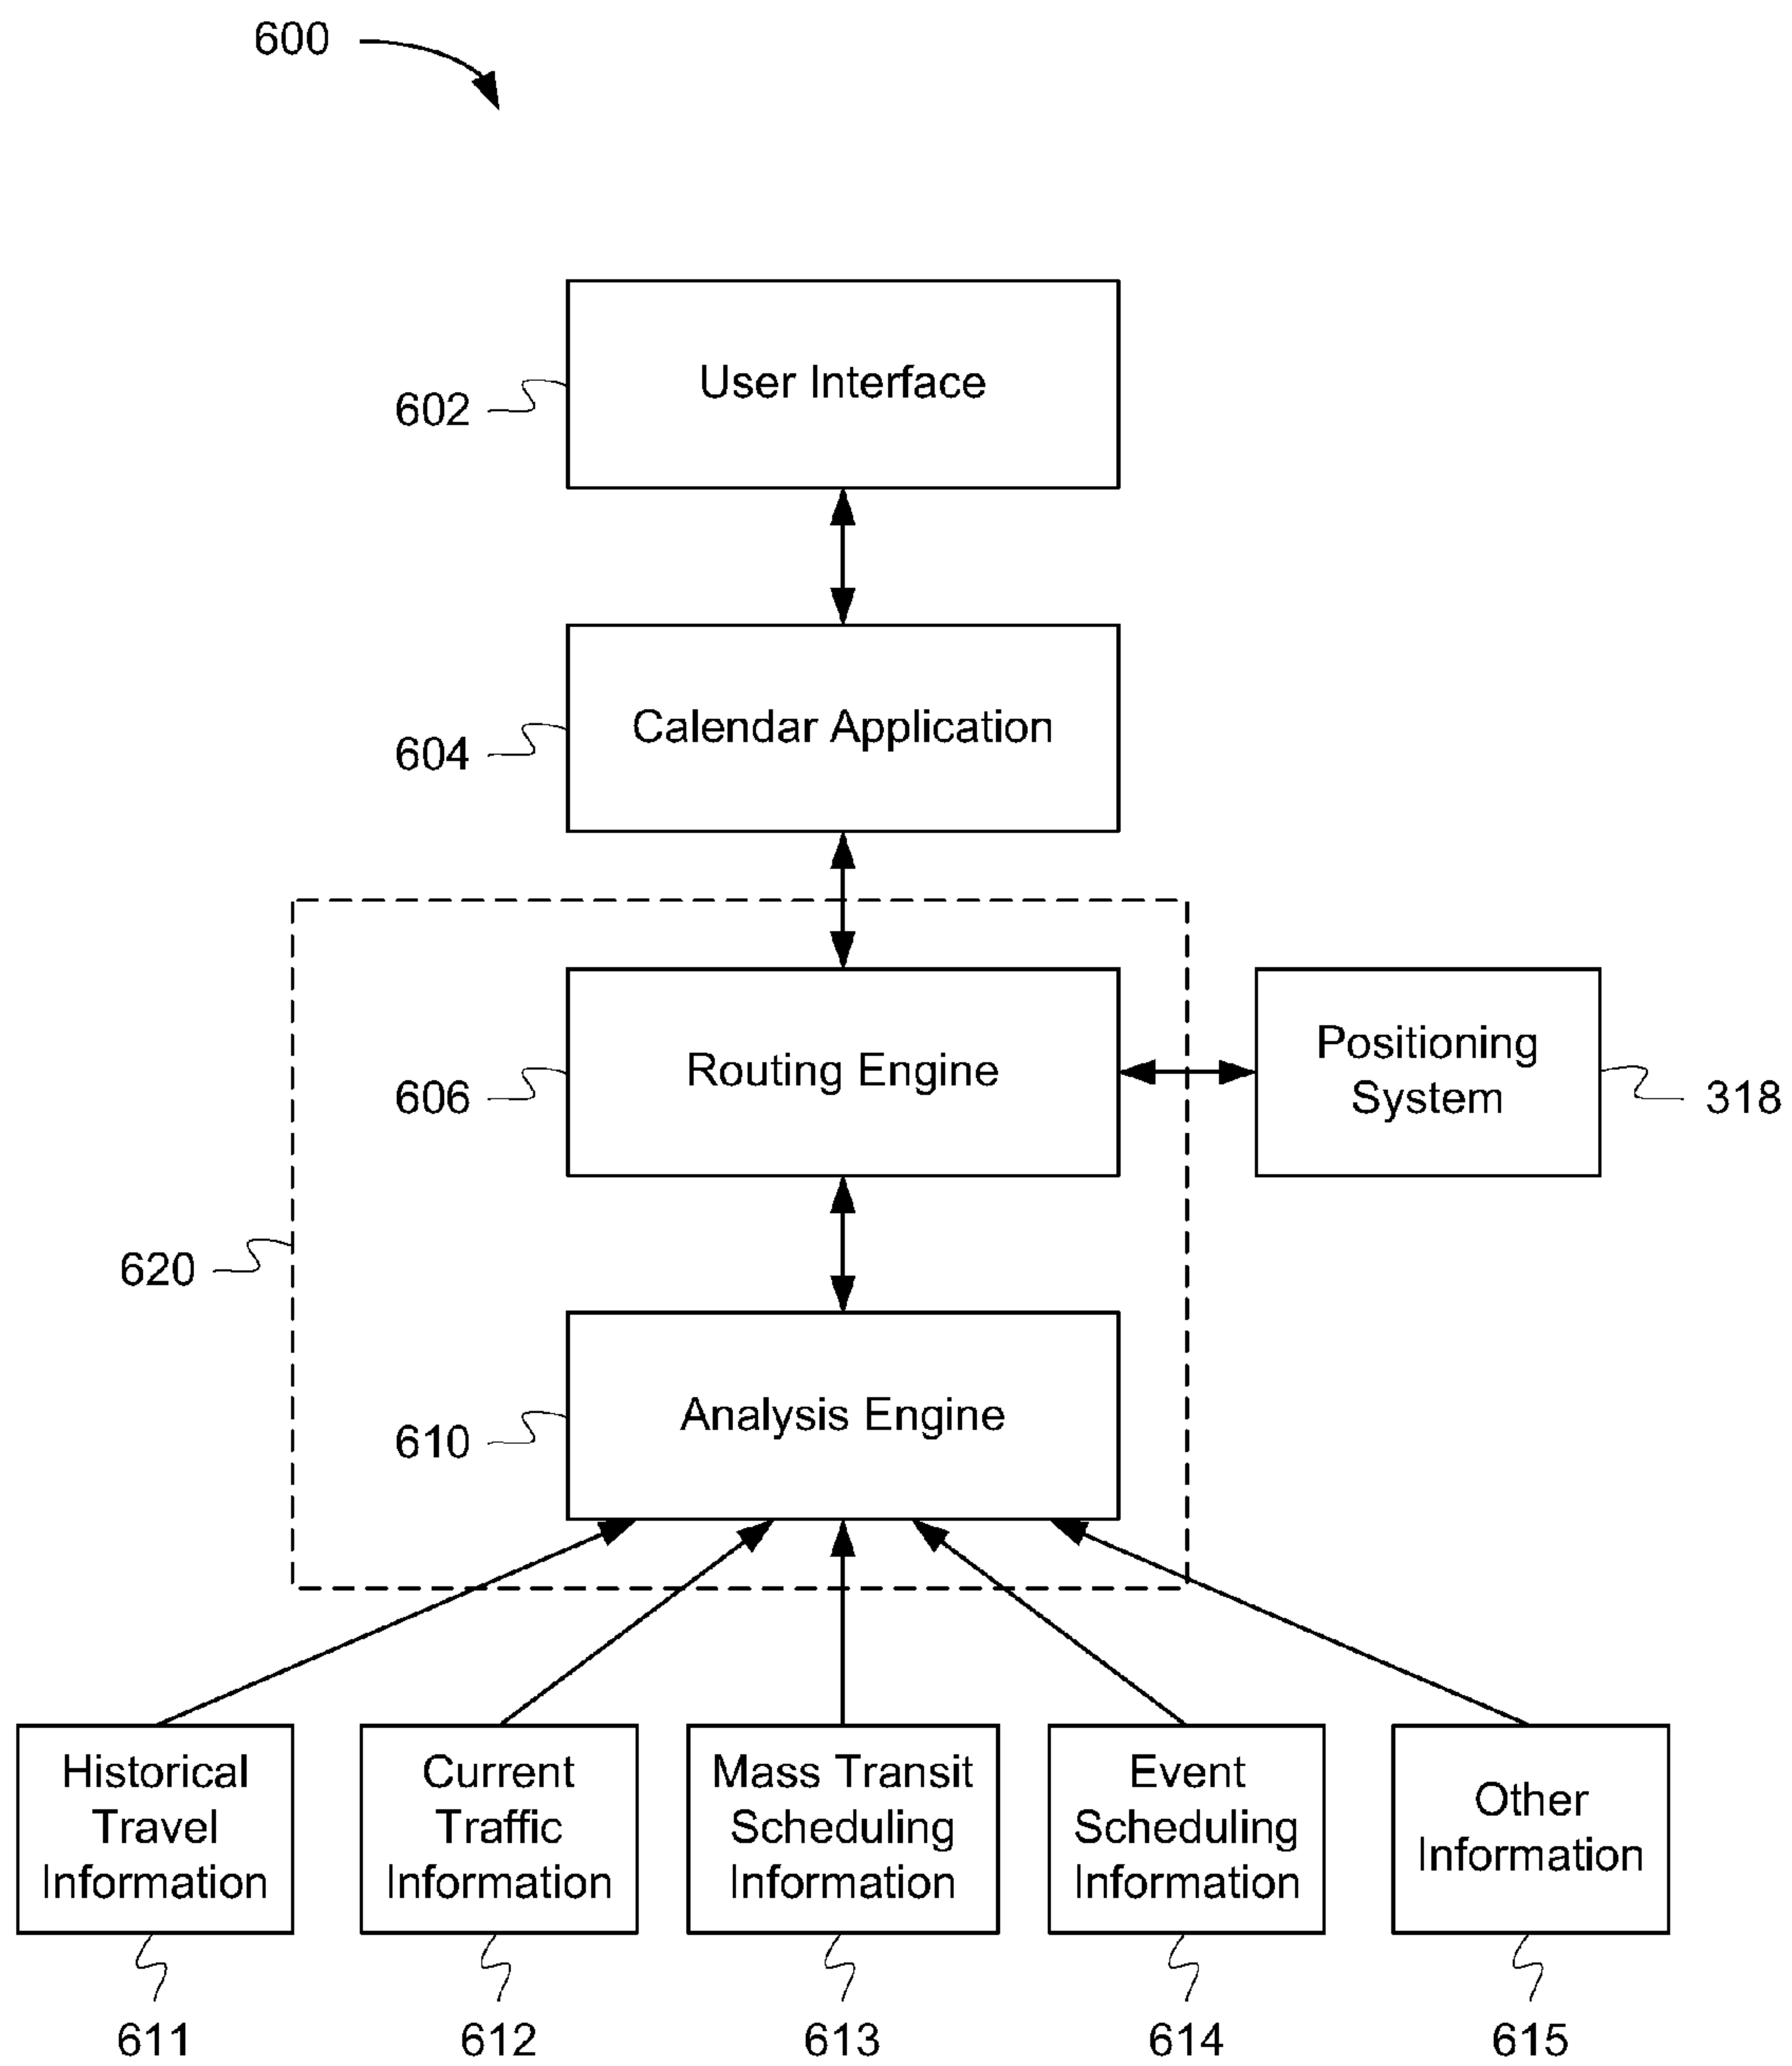 600
User Interface
602
Calendar Application
604
Routing Engine
606
Positioning
System
318
620
Analysis Engine
610
Historical
Travel
Information
Current
Traffic
Information
Mass Transit
Scheduling
Information
Event
Scheduling
Information
Other
Information
611
612
613
614
615